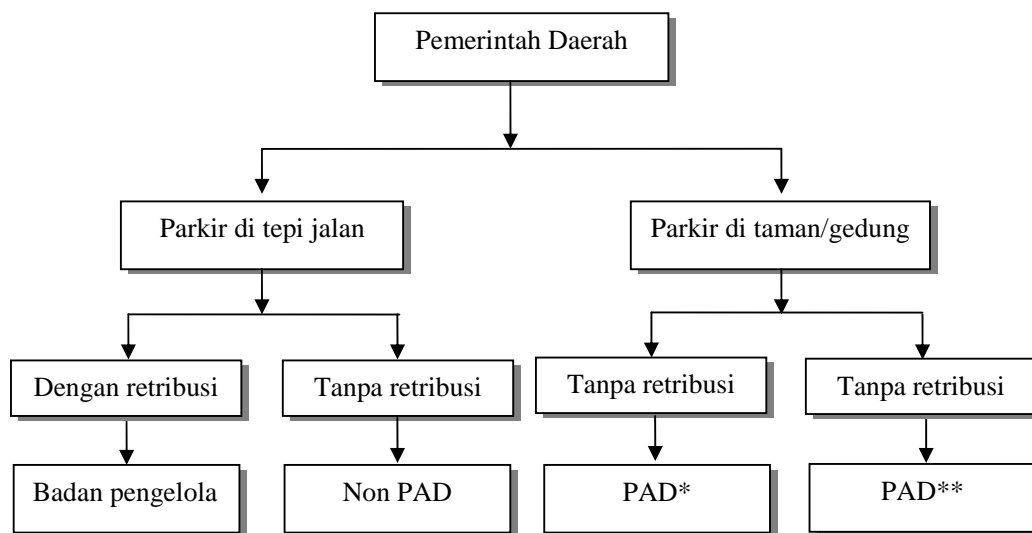 Pemerintah Daerah
Parkir di tepi jalan
Parkir di taman/gedung
Dengan retribusi
Tanpa retribusi
Tanpa retribusi
Tanpa retribusi
Badan pengelola
Non PAD
PAD*
PAD**